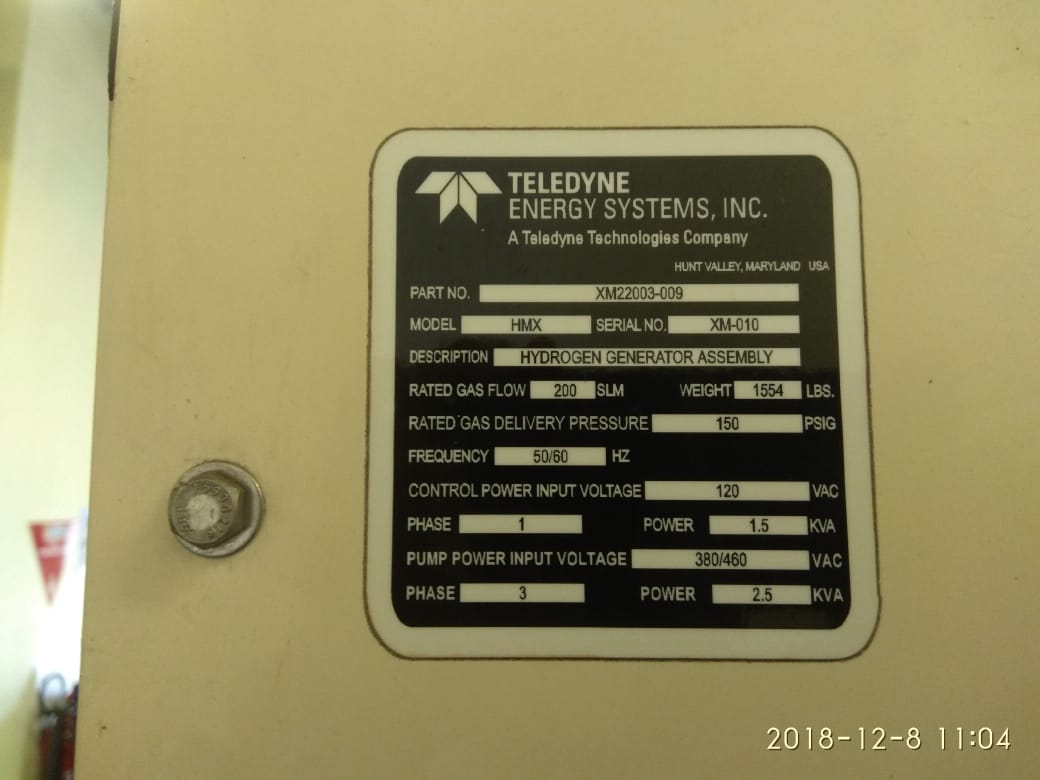 TELEDYNE
ENERGY SYSTEMS, INC.
A Teledyne Technologies Company
HUNT VALLEY, MARYLAND USA
PART NO. XM22003-009
MODEL HMX SERIAL NO. XM-010
DESCRIPTION HYDROGEN GENERATOR ASSEMBLY
RATED GAS FLOW 200 SLM WEIGHT 1554 LBS.
RATED GAS DELIVERY PRESSURE 150 PSIG
FREQUENCY 50/60 HZ
CONTROL POWER INPUT VOLTAGE 120 VAC
PHASE 1 POWER 1.5 KVA
PUMP POWER INPUT VOLTAGE 380/460 VAC
PHASE 3 POWER 2.5 KVA
2018-12-8 11:04